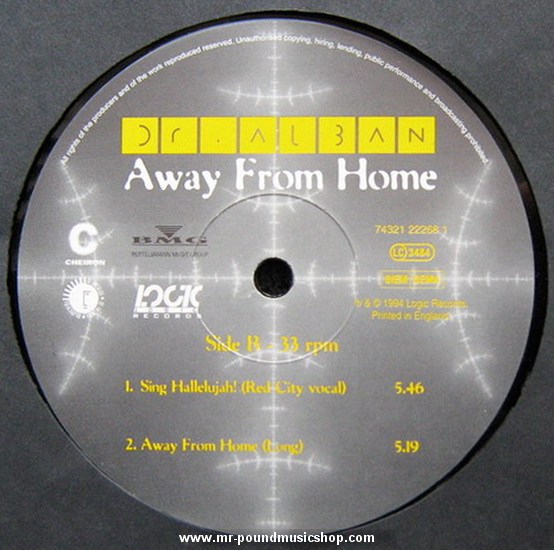 All rights of the producers and of the work reproduced reserved. Unauthorised copying, hiring, lending, public performance and broadcasting prohibited.
Dr. ALBAN
Away From Home
C
CHEIRON
BMG
BERTELSMANN MUSIC GROUP
74321 22268 1
LC 3484
BIEM
LOGIC
RECORDS
℗ & © 1994 Logic Records.
Printed in England.
Side B - 33 rpm
1. Sing Hallelujah! (Red City vocal) 5.46
2. Away From Home (Long) 5.19
www.mr-poundmusicshop.com